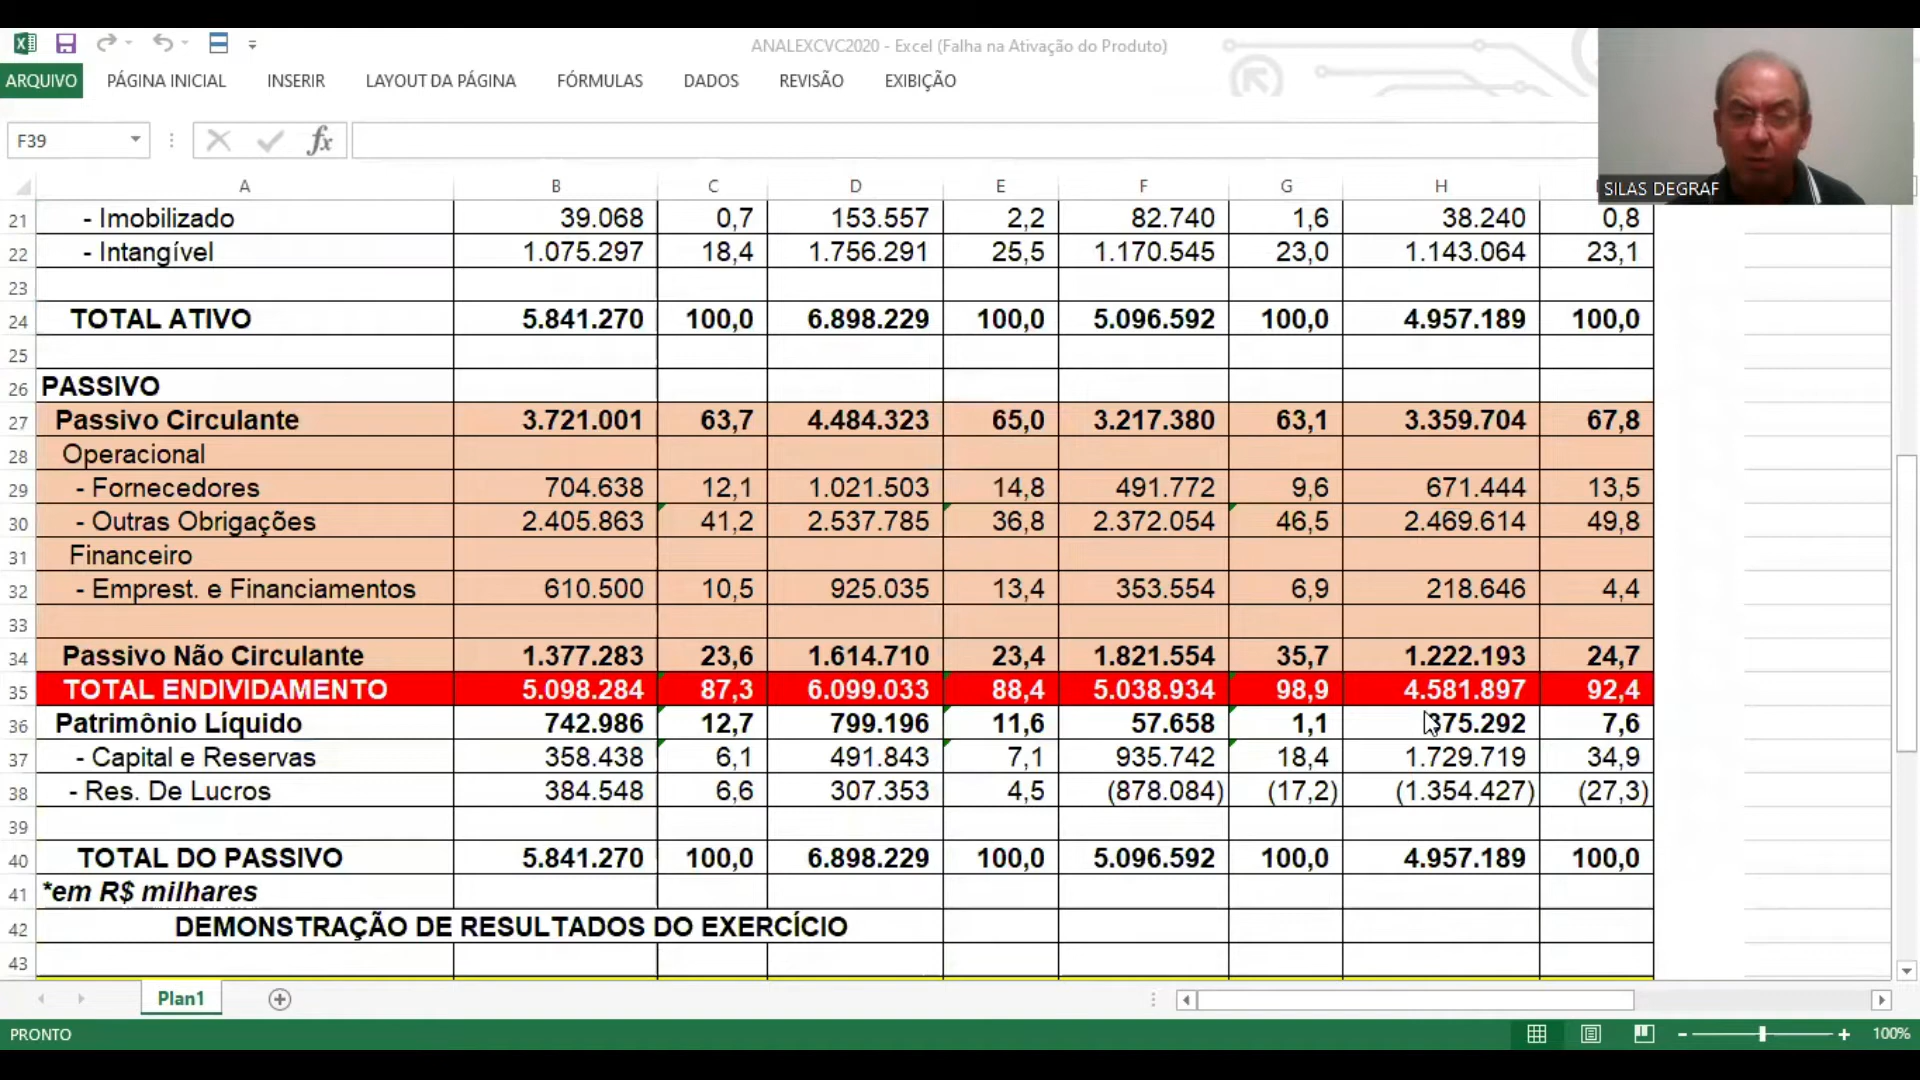 ANALEXCVC2020 - Excel (Falha na Ativação do Produto)
ARQUIVO PÁGINA INICIAL INSERIR LAYOUT DA PÁGINA FÓRMULAS DADOS REVISÃO EXIBIÇÃO
F39 fx
SILAS DEGRAF
A B C D E F G H
21 - Imobilizado 39.068 0,7 153.557 2,2 82.740 1,6 38.240 0,8
22 - Intangível 1.075.297 18,4 1.756.291 25,5 1.170.545 23,0 1.143.064 23,1
23
24 TOTAL ATIVO 5.841.270 100,0 6.898.229 100,0 5.096.592 100,0 4.957.189 100,0
25
26 PASSIVO
27 Passivo Circulante 3.721.001 63,7 4.484.323 65,0 3.217.380 63,1 3.359.704 67,8
28 Operacional
29 - Fornecedores 704.638 12,1 1.021.503 14,8 491.772 9,6 671.444 13,5
30 - Outras Obrigações 2.405.863 41,2 2.537.785 36,8 2.372.054 46,5 2.469.614 49,8
31 Financeiro
32 - Emprest. e Financiamentos 610.500 10,5 925.035 13,4 353.554 6,9 218.646 4,4
33
34 Passivo Não Circulante 1.377.283 23,6 1.614.710 23,4 1.821.554 35,7 1.222.193 24,7
35 TOTAL ENDIVIDAMENTO 5.098.284 87,3 6.099.033 88,4 5.038.934 98,9 4.581.897 92,4
36 Patrimônio Líquido 742.986 12,7 799.196 11,6 57.658 1,1 375.292 7,6
37 - Capital e Reservas 358.438 6,1 491.843 7,1 935.742 18,4 1.729.719 34,9
38 - Res. De Lucros 384.548 6,6 307.353 4,5 (878.084) (17,2) (1.354.427) (27,3)
39
40 TOTAL DO PASSIVO 5.841.270 100,0 6.898.229 100,0 5.096.592 100,0 4.957.189 100,0
41 *em R$ milhares
42 DEMONSTRAÇÃO DE RESULTADOS DO EXERCÍCIO
43
Plan1
PRONTO 100%